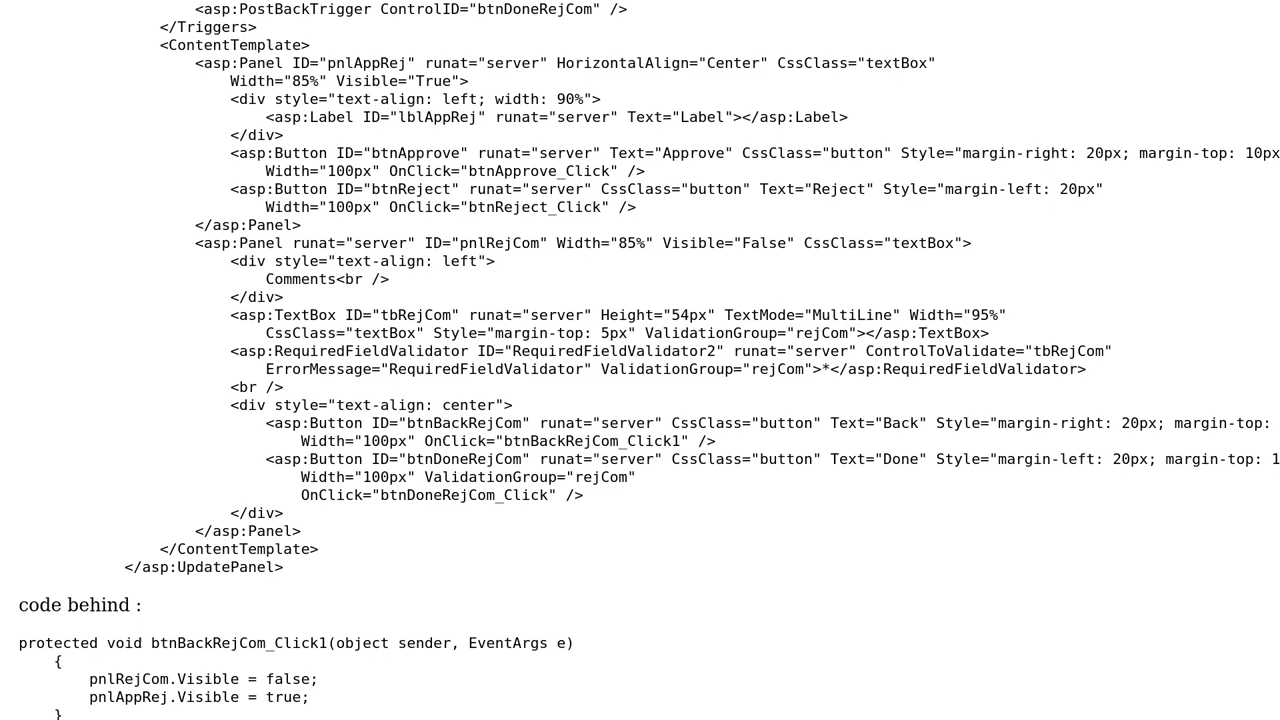 <asp:PostBackTrigger ControlID="btnDoneRejCom" />
</Triggers>
<ContentTemplate>
<asp:Panel ID="pnlAppRej" runat="server" HorizontalAlign="Center" CssClass="textBox"
Width="85%" Visible="True">
<div style="text-align: left; width: 90%">
<asp:Label ID="lblAppRej" runat="server" Text="Label"></asp:Label>
</div>
<asp:Button ID="btnApprove" runat="server" Text="Approve" CssClass="button" Style="margin-right: 20px; margin-top: 10px
Width="100px" OnClick="btnApprove_Click" />
<asp:Button ID="btnReject" runat="server" CssClass="button" Text="Reject" Style="margin-left: 20px"
Width="100px" OnClick="btnReject_Click" />
</asp:Panel>
<asp:Panel runat="server" ID="pnlRejCom" Width="85%" Visible="False" CssClass="textBox">
<div style="text-align: left">
Comments<br />
</div>
<asp:TextBox ID="tbRejCom" runat="server" Height="54px" TextMode="MultiLine" Width="95%"
CssClass="textBox" Style="margin-top: 5px" ValidationGroup="rejCom"></asp:TextBox>
<asp:RequiredFieldValidator ID="RequiredFieldValidator2" runat="server" ControlToValidate="tbRejCom"
ErrorMessage="RequiredFieldValidator" ValidationGroup="rejCom">*</asp:RequiredFieldValidator>
<br />
<div style="text-align: center">
<asp:Button ID="btnBackRejCom" runat="server" CssClass="button" Text="Back" Style="margin-right: 20px; margin-top:
Width="100px" OnClick="btnBackRejCom_Click1" />
<asp:Button ID="btnDoneRejCom" runat="server" CssClass="button" Text="Done" Style="margin-left: 20px; margin-top: 1
Width="100px" ValidationGroup="rejCom"
OnClick="btnDoneRejCom_Click" />
</div>
</asp:Panel>
</ContentTemplate>
</asp:UpdatePanel>
code behind :
protected void btnBackRejCom_Click1(object sender, EventArgs e)
{
pnlRejCom.Visible = false;
pnlAppRej.Visible = true;
}